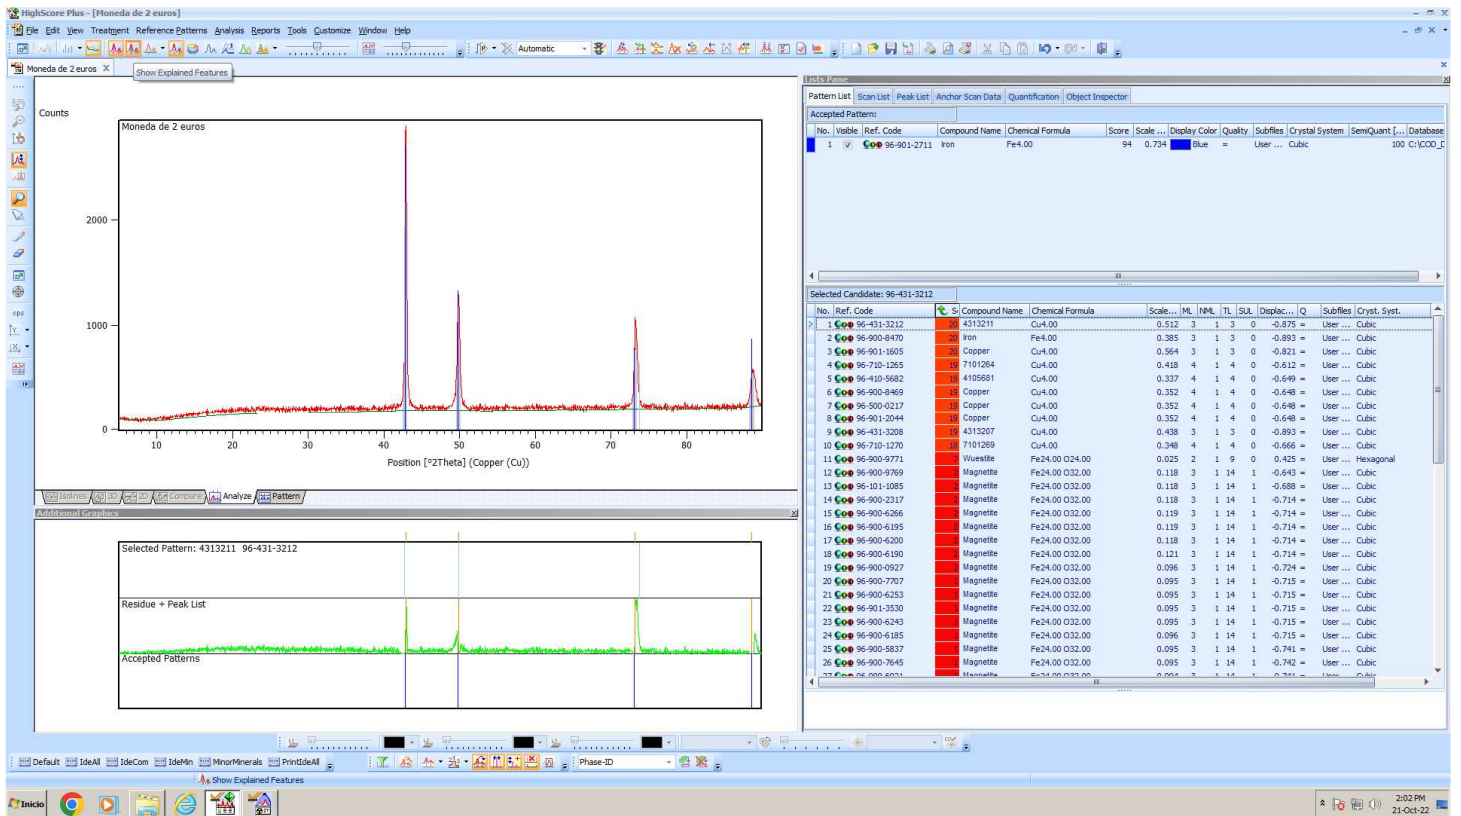 HighScore Plus - [Moneda de 2 euros]
File Edit View Treatment Reference Patterns Analysis Reports Tools Customize Window Help
Automatic
Moneda de 2 euros X
Show Explained Features
Lists Pane
Pattern List Scan List Peak List Anchor Scan Data Quantification Object Inspector
Accepted Pattern:
No. Visible Ref. Code Compound Name Chemical Formula Score Scale ... Display Color Quality Subfiles Crystal System SemiQuant [... Database
1 96-901-2711 Iron Fe4.00 94 0.734 Blue = User ... Cubic 100 C:\COD_D
Counts
Moneda de 2 euros
2000
1000
0
10 20 30 40 50 60 70 80
Position [°2Theta] (Copper (Cu))
Isolines 3D 2D Compare Analyze Pattern
Additional Graphics
Selected Pattern: 4313211 96-431-3212
Residue + Peak List
Accepted Patterns
Selected Candidate: 96-431-3212
No. Ref. Code S Compound Name Chemical Formula Scale... ML NML TL SUL Displac... Q Subfiles Cryst. Syst.
1 96-431-3212 20 4313211 Cu4.00 0.512 3 1 3 0 -0.875 = User ... Cubic
2 96-900-8470 20 Iron Fe4.00 0.385 3 1 3 0 -0.893 = User ... Cubic
3 96-901-1605 20 Copper Cu4.00 0.564 3 1 3 0 -0.821 = User ... Cubic
4 96-710-1265 19 7101264 Cu4.00 0.418 4 1 4 0 -0.612 = User ... Cubic
5 96-410-5682 19 4105681 Cu4.00 0.337 4 1 4 0 -0.649 = User ... Cubic
6 96-900-8469 19 Copper Cu4.00 0.352 4 1 4 0 -0.648 = User ... Cubic
7 96-500-0217 19 Copper Cu4.00 0.352 4 1 4 0 -0.648 = User ... Cubic
8 96-901-2044 19 Copper Cu4.00 0.352 4 1 4 0 -0.648 = User ... Cubic
9 96-431-3208 19 4313207 Cu4.00 0.438 3 1 3 0 -0.893 = User ... Cubic
10 96-710-1270 18 7101269 Cu4.00 0.348 4 1 4 0 -0.666 = User ... Cubic
11 96-900-9771 7 Wuestite Fe24.00 O24.00 0.025 2 1 9 0 0.425 = User ... Hexagonal
12 96-900-9769 2 Magnetite Fe24.00 O32.00 0.118 3 1 14 1 -0.643 = User ... Cubic
13 96-101-1085 2 Magnetite Fe24.00 O32.00 0.118 3 1 14 1 -0.688 = User ... Cubic
14 96-900-2317 2 Magnetite Fe24.00 O32.00 0.118 3 1 14 1 -0.714 = User ... Cubic
15 96-900-6266 2 Magnetite Fe24.00 O32.00 0.119 3 1 14 1 -0.714 = User ... Cubic
16 96-900-6195 2 Magnetite Fe24.00 O32.00 0.119 3 1 14 1 -0.714 = User ... Cubic
17 96-900-6200 2 Magnetite Fe24.00 O32.00 0.118 3 1 14 1 -0.714 = User ... Cubic
18 96-900-6190 2 Magnetite Fe24.00 O32.00 0.121 3 1 14 1 -0.714 = User ... Cubic
19 96-900-0927 Magnetite Fe24.00 O32.00 0.096 3 1 14 1 -0.724 = User ... Cubic
20 96-900-7707 Magnetite Fe24.00 O32.00 0.095 3 1 14 1 -0.715 = User ... Cubic
21 96-900-6253 Magnetite Fe24.00 O32.00 0.095 3 1 14 1 -0.715 = User ... Cubic
22 96-901-3530 Magnetite Fe24.00 O32.00 0.095 3 1 14 1 -0.715 = User ... Cubic
23 96-900-6243 Magnetite Fe24.00 O32.00 0.095 3 1 14 1 -0.715 = User ... Cubic
24 96-900-6185 Magnetite Fe24.00 O32.00 0.096 3 1 14 1 -0.715 = User ... Cubic
25 96-900-5837 Magnetite Fe24.00 O32.00 0.095 3 1 14 1 -0.741 = User ... Cubic
26 96-900-7645 Magnetite Fe24.00 O32.00 0.095 3 1 14 1 -0.742 = User ... Cubic
Default IdeAll IdeCom IdeMin MinorMinerals PrintIdeAll Phase-ID
Show Explained Features
Inicio
2:02 PM
21-Oct-22